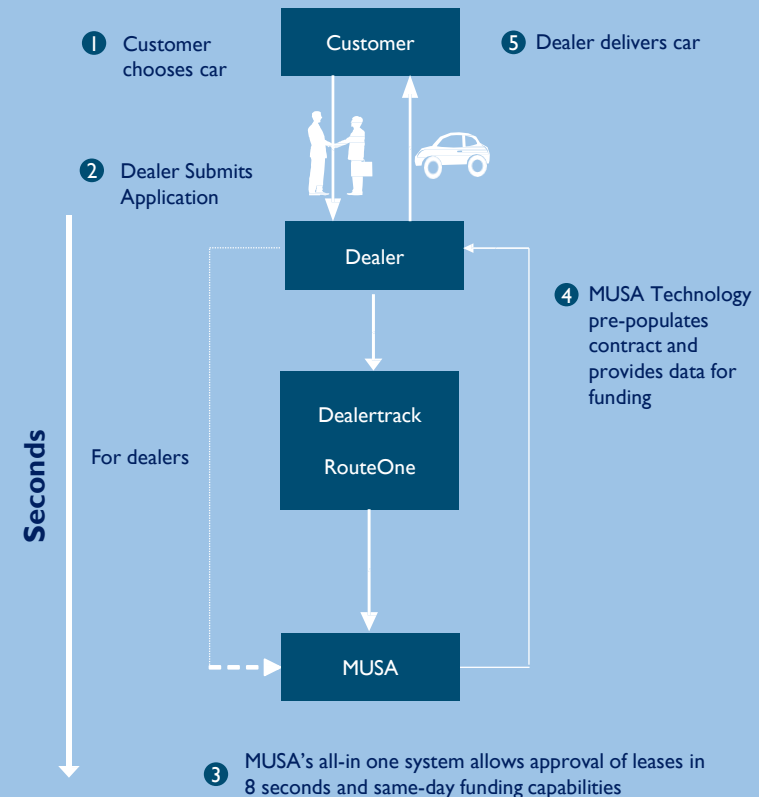 1 Customer
chooses car
Customer
5 Dealer delivers car
2 Dealer Submits
Application
Dealer
4 MUSA Technology
pre-populates
contract and
provides data for
funding
Dealertrack
RouteOne
Seconds
For dealers
MUSA
3 MUSA’s all-in one system allows approval of leases in
8 seconds and same-day funding capabilities